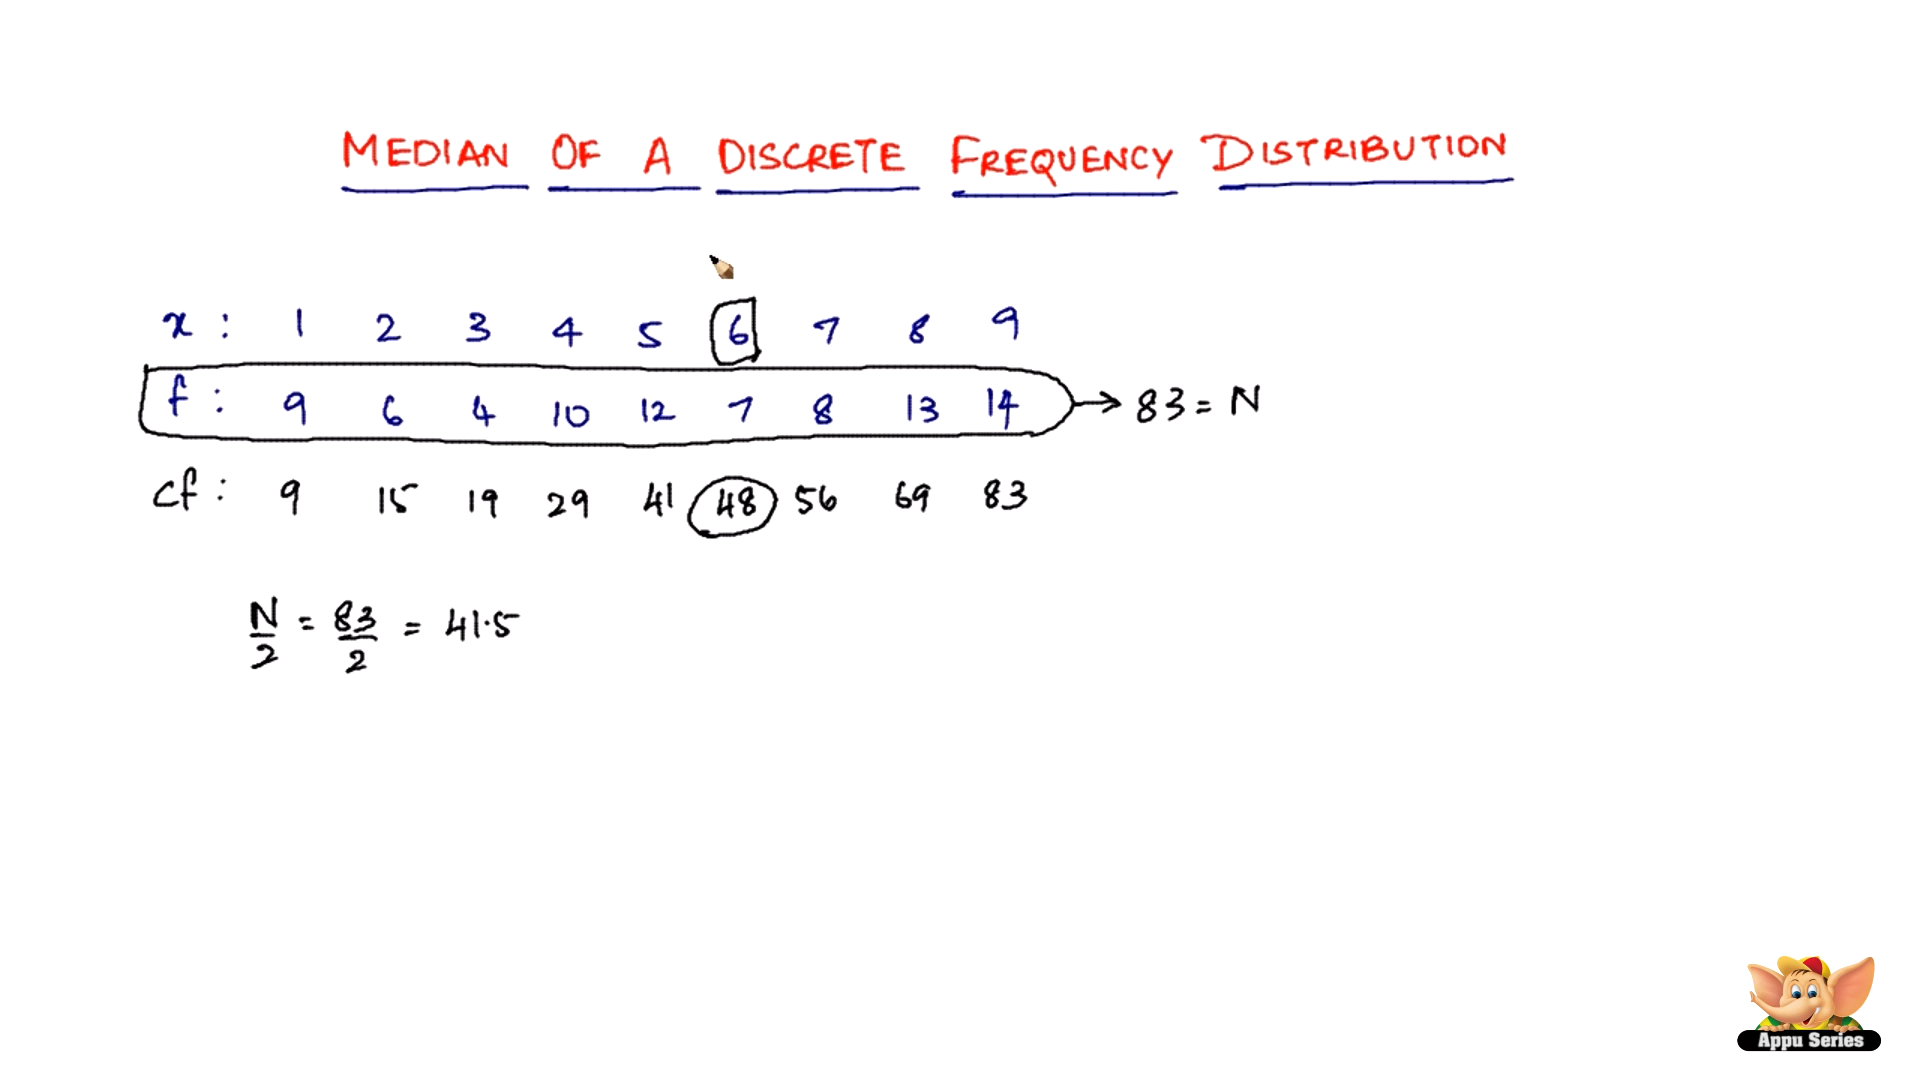 MEDIAN OF A DISCRETE FREQUENCY DISTRIBUTION
x : 1 2 3 4 5 6 7 8 9
f : 9 6 4 10 12 7 8 13 14 → 83 = N
cf : 9 15 19 29 41 48 56 69 83
N/2 = 83/2 = 41.5
Appu Series